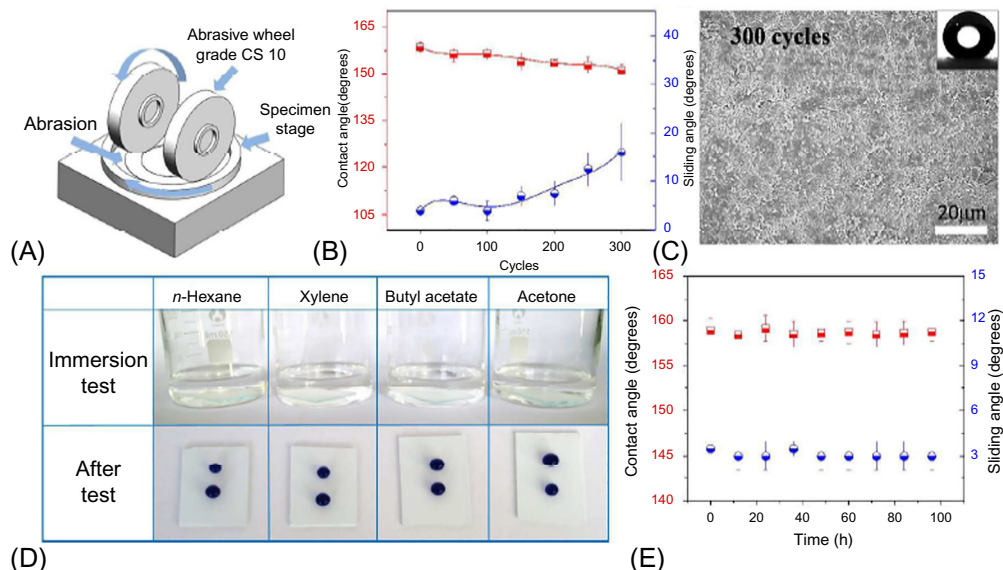 Abrasive wheel
grade CS 10
Abrasion
Specimen
stage
(A)
165
150
135
120
105
Contact angle(degrees)
0
100
200
300
Cycles
40
30
20
10
0
Sliding angle (degrees)
(B)
300 cycles
20μm
(C)
n-Hexane
Xylene
Butyl acetate
Acetone
Immersion
test
After
test
(D)
165
160
155
150
145
140
Contact angle (degrees)
0
20
40
60
80
100
Time (h)
15
12
9
6
3
Sliding angle (degrees)
(E)